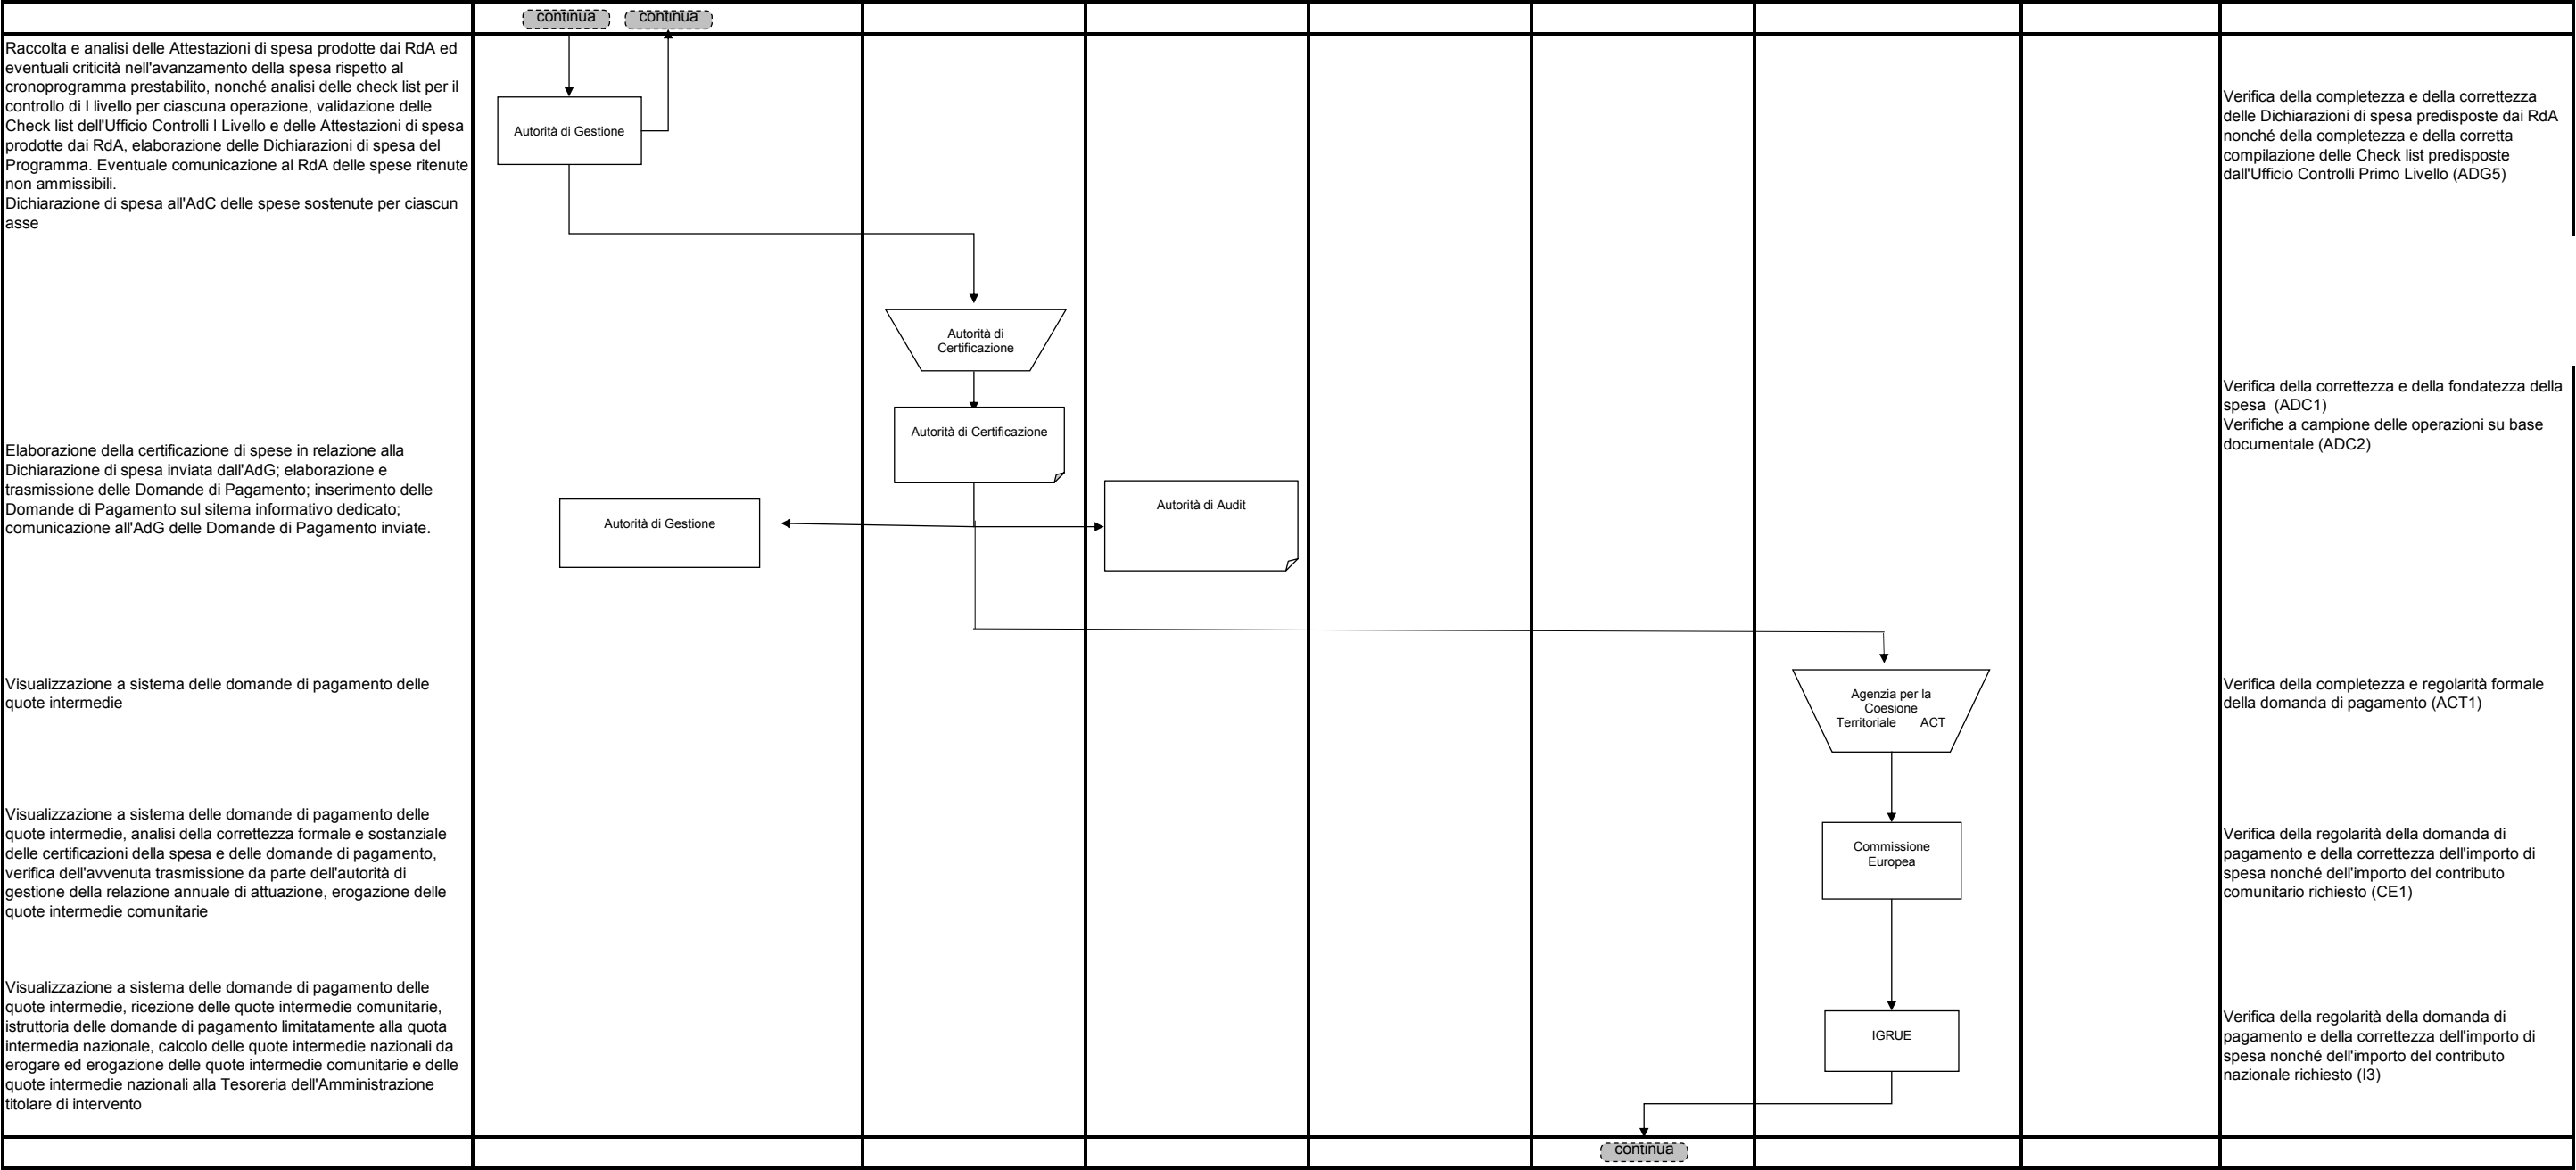 continua
continua
Raccolta e analisi delle Attestazioni di spesa prodotte dai RdA ed
eventuali criticità nell'avanzamento della spesa rispetto al
cronoprogramma prestabilito, nonché analisi delle check list per il
controllo di I livello per ciascuna operazione, validazione delle
Check list dell'Ufficio Controlli I Livello e delle Attestazioni di spesa
prodotte dai RdA, elaborazione delle Dichiarazioni di spesa del
Programma. Eventuale comunicazione al RdA delle spese ritenute
non ammissibili.
Dichiarazione di spesa all'AdC delle spese sostenute per ciascun
asse
Autorità di Gestione
Verifica della completezza e della correttezza
delle Dichiarazioni di spesa predisposte dai RdA
nonché della completezza e della corretta
compilazione delle Check list predisposte
dall'Ufficio Controlli Primo Livello (ADG5)
Autorità di
Certificazione
Autorità di Certificazione
Verifica della correttezza e della fondatezza della
spesa  (ADC1)
Verifiche a campione delle operazioni su base
documentale (ADC2)
Elaborazione della certificazione di spese in relazione alla
Dichiarazione di spesa inviata dall'AdG; elaborazione e
trasmissione delle Domande di Pagamento; inserimento delle
Domande di Pagamento sul sitema informativo dedicato;
comunicazione all'AdG delle Domande di Pagamento inviate.
Autorità di Gestione
Autorità di Audit
Visualizzazione a sistema delle domande di pagamento delle
quote intermedie
Agenzia per la
Coesione
Territoriale ACT
Verifica della completezza e regolarità formale
della domanda di pagamento (ACT1)
Visualizzazione a sistema delle domande di pagamento delle
quote intermedie, analisi della correttezza formale e sostanziale
delle certificazioni della spesa e delle domande di pagamento,
verifica dell'avvenuta trasmissione da parte dell'autorità di
gestione della relazione annuale di attuazione, erogazione delle
quote intermedie comunitarie
Commissione
Europea
Verifica della regolarità della domanda di
pagamento e della correttezza dell'importo di
spesa nonché dell'importo del contributo
comunitario richiesto (CE1)
Visualizzazione a sistema delle domande di pagamento delle
quote intermedie, ricezione delle quote intermedie comunitarie,
istruttoria delle domande di pagamento limitatamente alla quota
intermedia nazionale, calcolo delle quote intermedie nazionali da
erogare ed erogazione delle quote intermedie comunitarie e delle
quote intermedie nazionali alla Tesoreria dell'Amministrazione
titolare di intervento
IGRUE
Verifica della regolarità della domanda di
pagamento e della correttezza dell'importo di
spesa nonché dell'importo del contributo
nazionale richiesto (I3)
continua